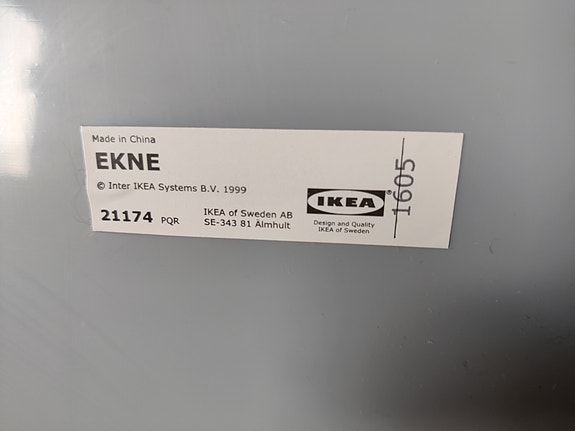 Made in China
EKNE
© Inter IKEA Systems B.V. 1999
21174 PQR
IKEA of Sweden AB
SE-343 81 Älmhult
IKEA®
Design and Quality
IKEA of Sweden
1605